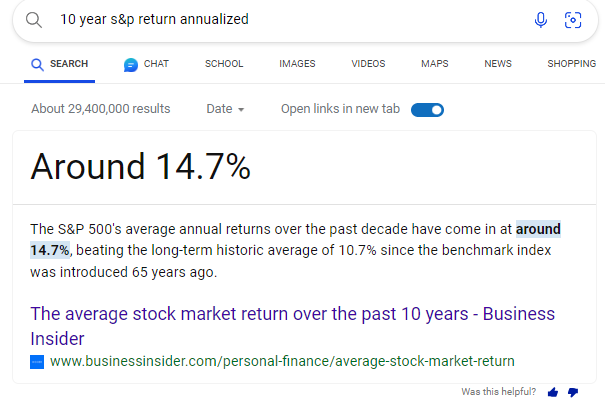 10 year s&p return annualized
SEARCH CHAT SCHOOL IMAGES VIDEOS MAPS NEWS SHOPPING
About 29,400,000 results Date Open links in new tab
Around 14.7%
The S&P 500's average annual returns over the past decade have come in at around
14.7%, beating the long-term historic average of 10.7% since the benchmark index
was introduced 65 years ago.
The average stock market return over the past 10 years - Business
Insider
www.businessinsider.com/personal-finance/average-stock-market-return
Was this helpful?